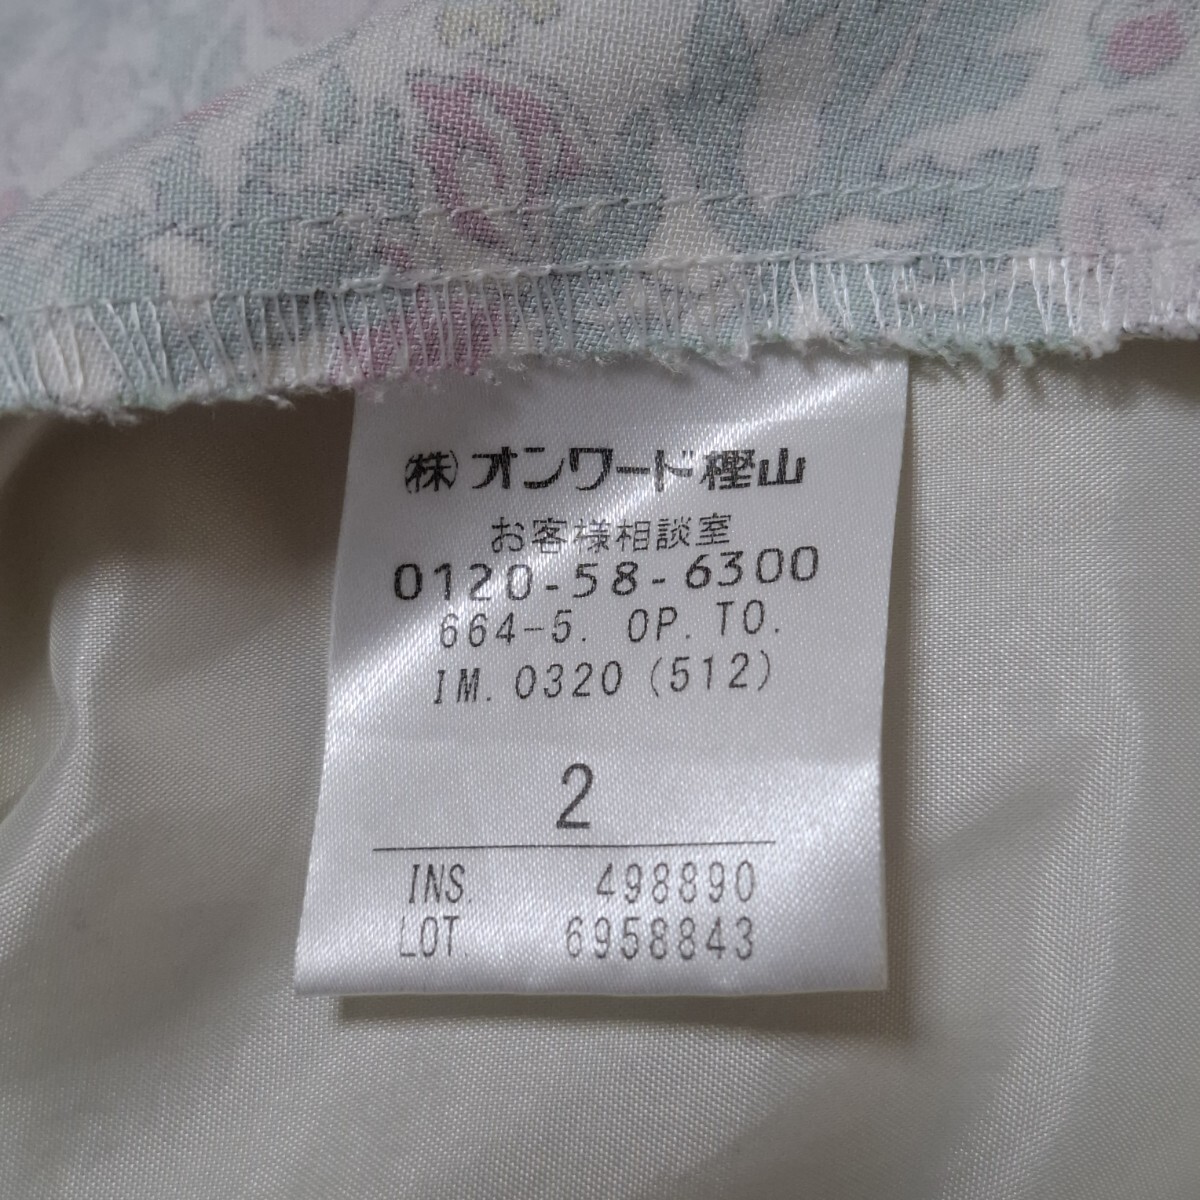 ㈱オンワード樫山
お客様相談室
0120-58-6300
664-5. OP. TO.
IM. 0320 (512)
2
INS. 498890
LOT. 6958843